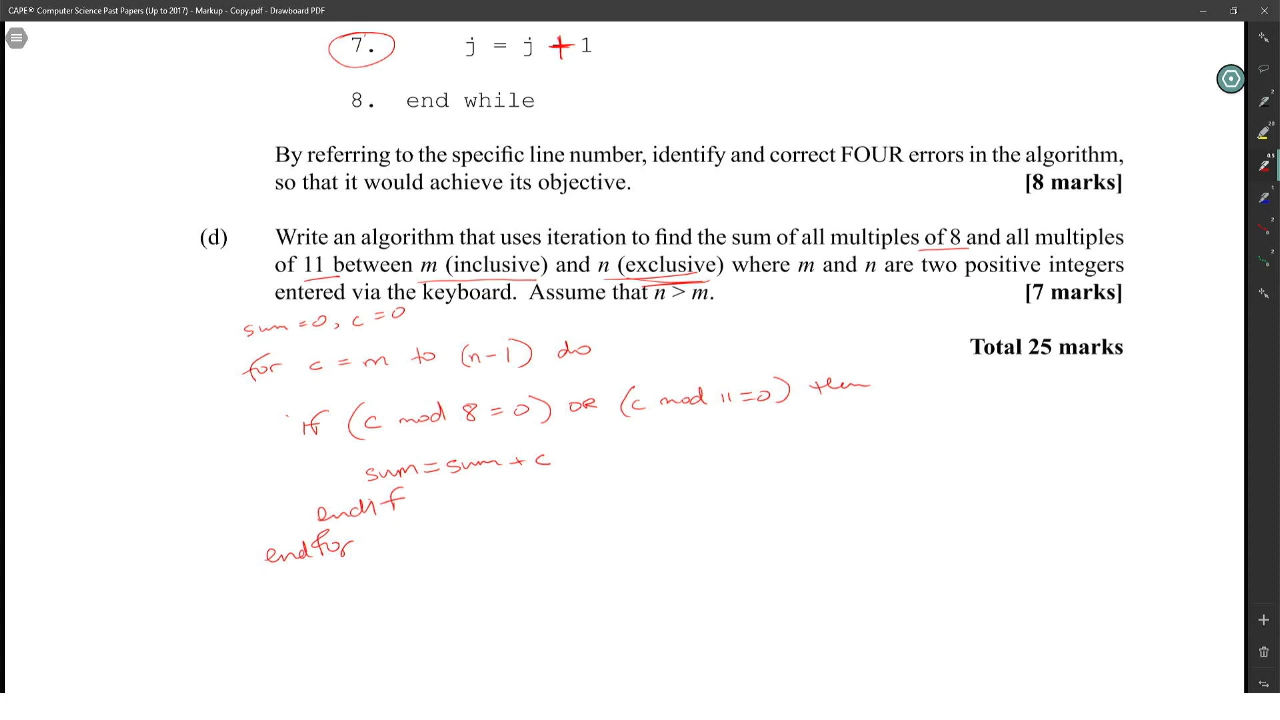 CAPE® Computer Science Past Papers (Up to 2017) - Markup - Copy.pdf - Drawboard PDF
7. j = j + 1
8. end while
By referring to the specific line number, identify and correct FOUR errors in the algorithm,
so that it would achieve its objective. [8 marks]
(d) Write an algorithm that uses iteration to find the sum of all multiples of 8 and all multiples
of 11 between m (inclusive) and n (exclusive) where m and n are two positive integers
entered via the keyboard. Assume that n > m. [7 marks]
sum = 0, c = 0
Total 25 marks
for c = m to (n-1) do
if (c mod 8 = 0) OR (c mod 11 = 0) then
sum = sum + c
endif
endfor